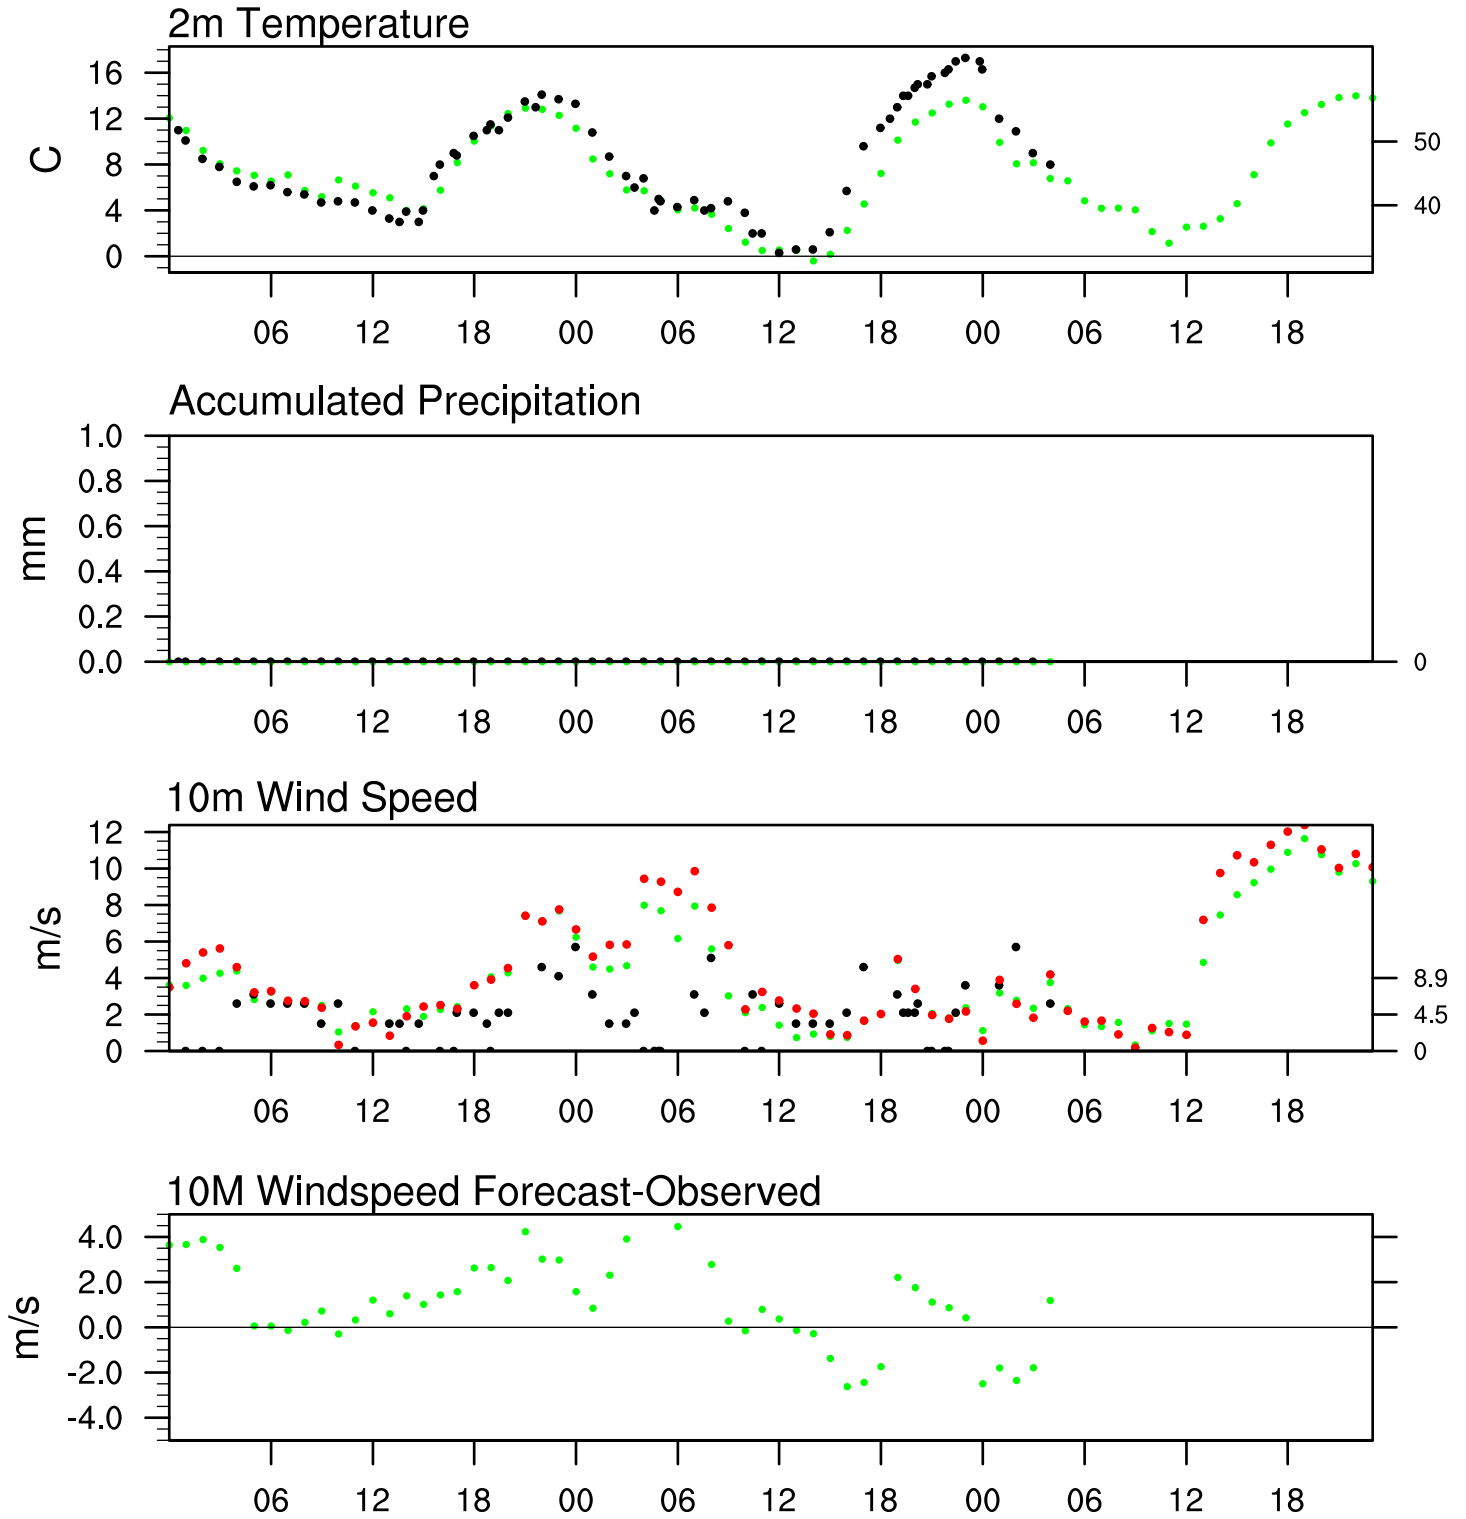 2m Temperature
16
12
8
4
0
C
50
40
06 12 18 00 06 12 18 00 06 12 18
Accumulated Precipitation
1.0
0.8
0.6
0.4
0.2
0.0
mm
0
06 12 18 00 06 12 18 00 06 12 18
10m Wind Speed
12
10
8
6
4
2
0
m/s
8.9
4.5
0
06 12 18 00 06 12 18 00 06 12 18
10M Windspeed Forecast-Observed
4.0
2.0
0.0
-2.0
-4.0
m/s
06 12 18 00 06 12 18 00 06 12 18